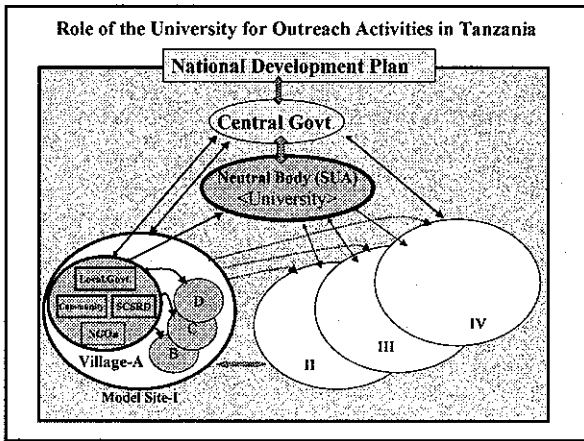 Role of the University for Outreach Activities in Tanzania
National Development Plan
Central Govt
Neutral Body (SUA)
<University>
Local Govt
Community SCSRD
NGOs
Village-A
D
C
B
Model Site-I
II
III
IV